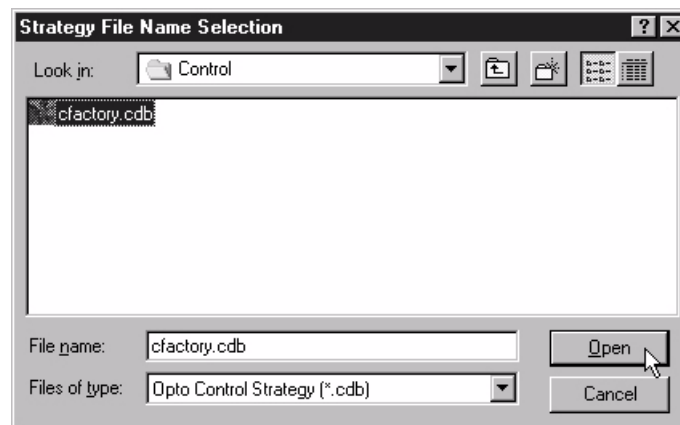 Strategy File Name Selection
Look in: Control
cfactory.cdb
File name: cfactory.cdb Open
Files of type: Opto Control Strategy (*.cdb) Cancel